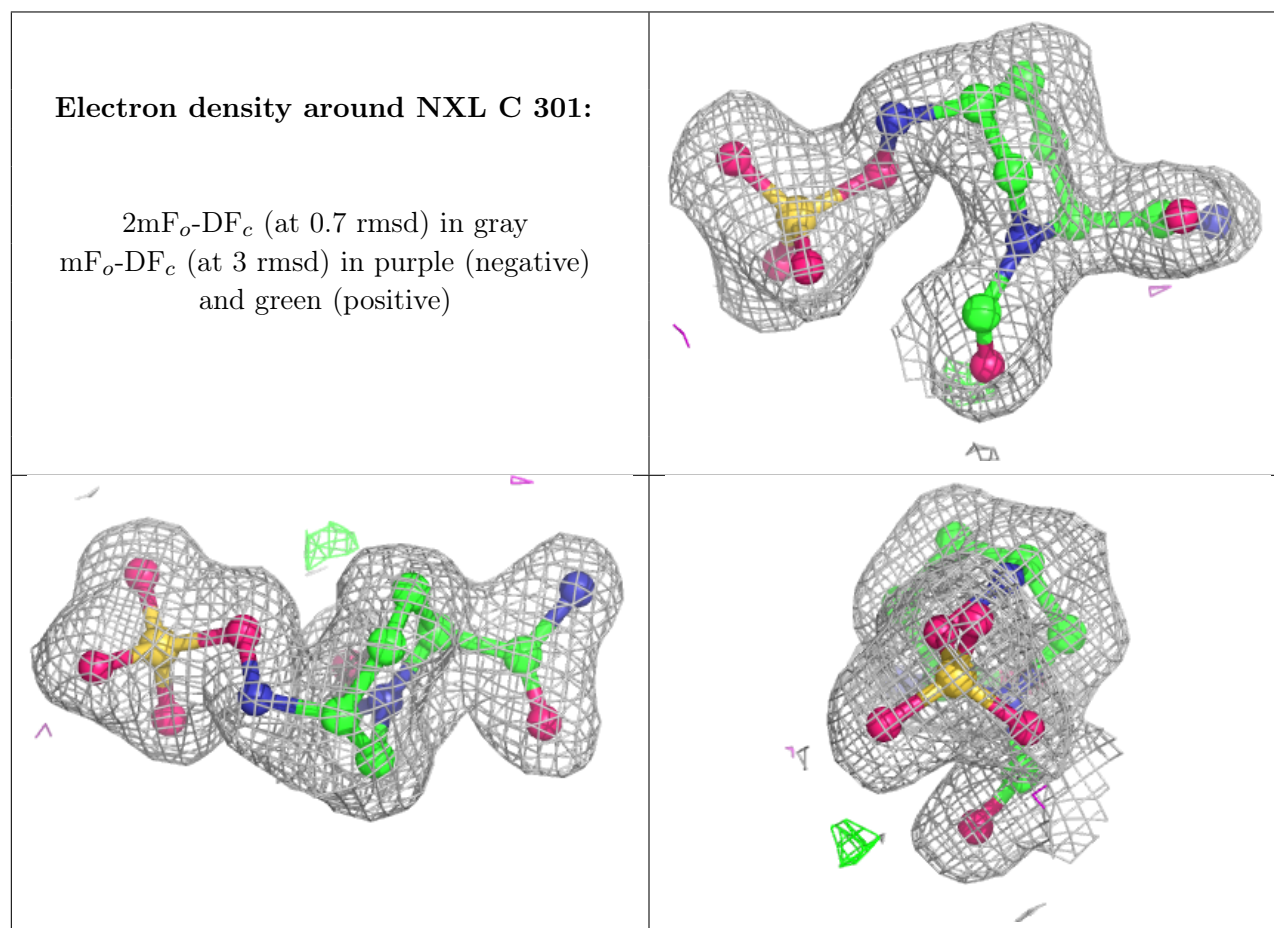 Electron density around NXL C 301:
2mFo-DFc (at 0.7 rmsd) in gray
mFo-DFc (at 3 rmsd) in purple (negative)
and green (positive)